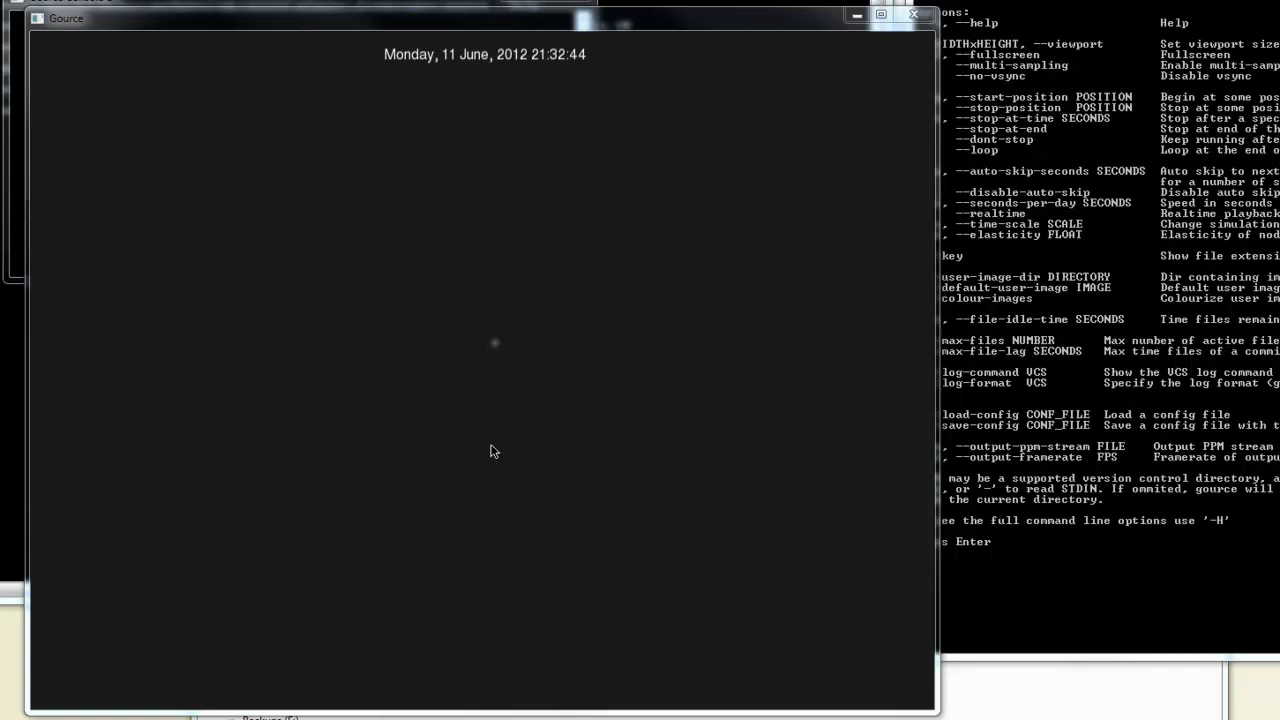 Gource
Monday, 11 June, 2012 21:32:44
ons:
, --help Help
IDTHxHEIGHT, --viewport Set viewport size
, --fullscreen Fullscreen
--multi-sampling Enable multi-samp
--no-vsync Disable vsync
, --start-position POSITION Begin at some pos
, --stop-position POSITION Stop at some posi
, --stop-at-time SECONDS Stop after a spec
, --stop-at-end Stop at end of th
--dont-stop Keep running afte
--loop Loop at the end o
, --auto-skip-seconds SECONDS Auto skip to next
for a number of s
--disable-auto-skip Disable auto skip
, --seconds-per-day SECONDS Speed in seconds
--realtime Realtime playback
, --time-scale SCALE Change simulation
, --elasticity FLOAT Elasticity of nod
key Show file extensi
user-image-dir DIRECTORY Dir containing im
default-user-image IMAGE Default user imag
colour-images Colourize user im
, --file-idle-time SECONDS Time files remain
max-files NUMBER Max number of active file
max-file-lag SECONDS Max time files of a commi
log-command VCS Show the VCS log command
log-format VCS Specify the log format (g
load-config CONF_FILE Load a config file
save-config CONF_FILE Save a config file with t
, --output-ppm-stream FILE Output PPM stream
, --output-framerate FPS Framerate of outpu
may be a supported version control directory, a
, or '-' to read STDIN. If ommited, gource will
the current directory.
ee the full command line options use '-H'
s Enter